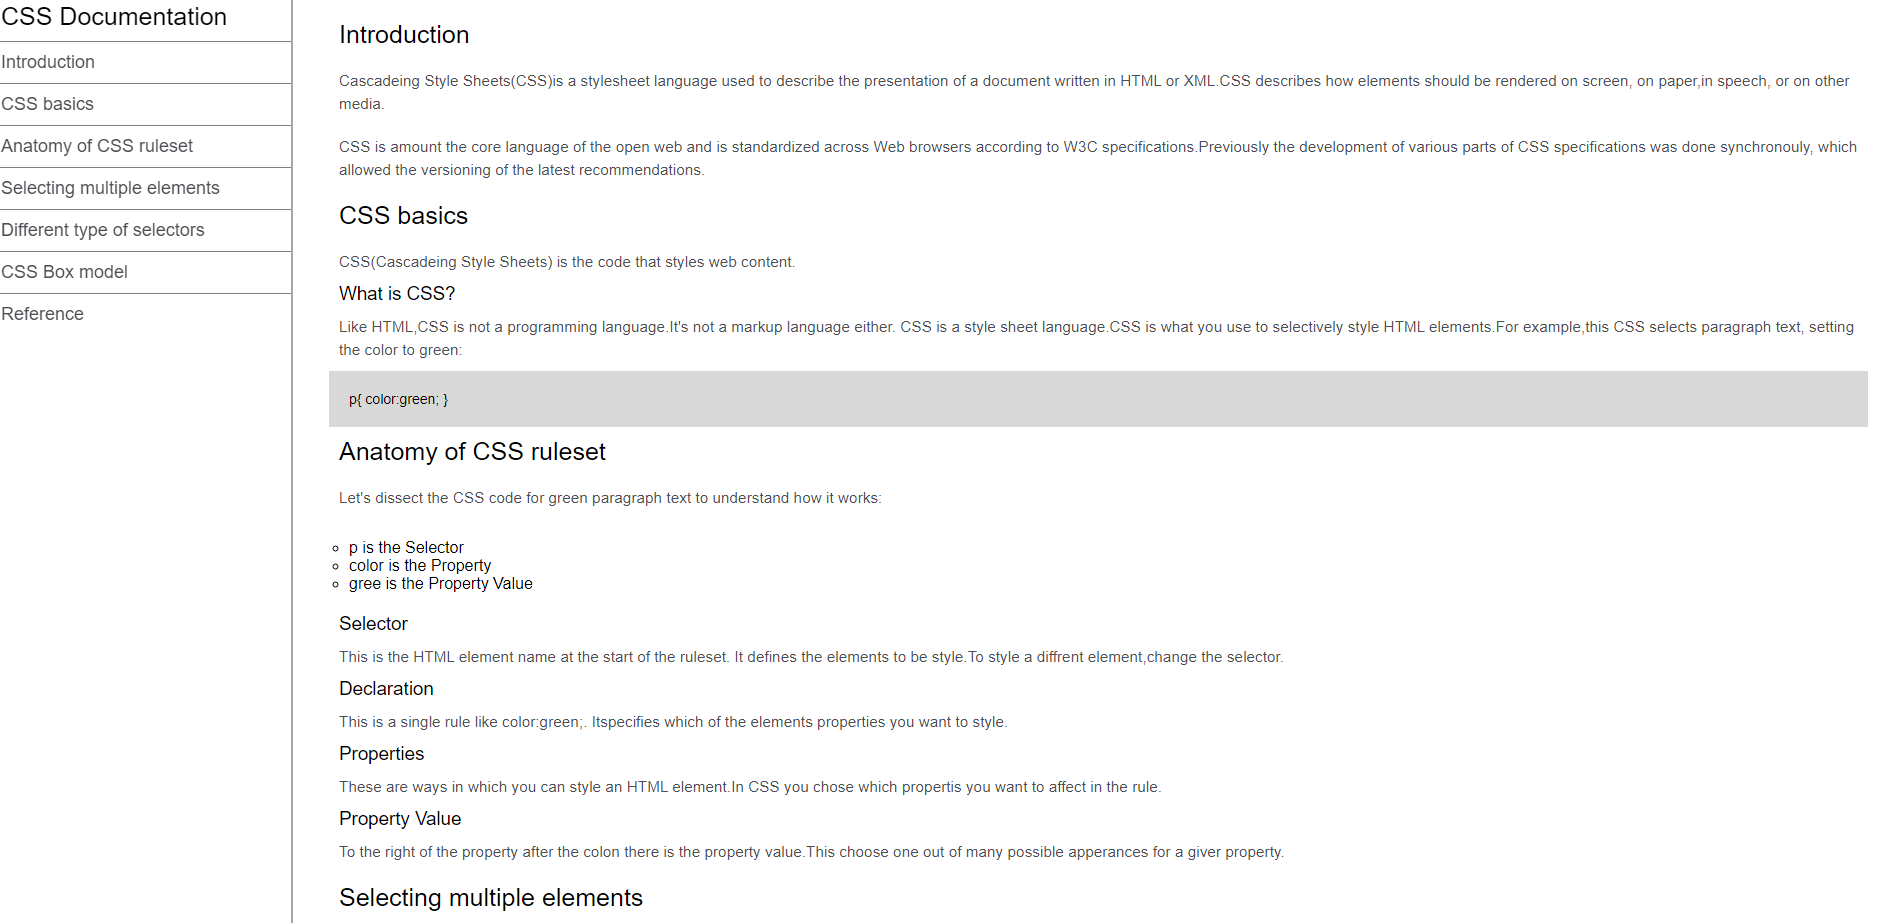 CSS Documentation
Introduction
CSS basics
Anatomy of CSS ruleset
Selecting multiple elements
Different type of selectors
CSS Box model
Reference
Introduction
Cascadeing Style Sheets(CSS)is a stylesheet language used to describe the presentation of a document written in HTML or XML.CSS describes how elements should be rendered on screen, on paper,in speech, or on other
media.
CSS is amount the core language of the open web and is standardized across Web browsers according to W3C specifications.Previously the development of various parts of CSS specifications was done synchronouly, which
allowed the versioning of the latest recommendations.
CSS basics
CSS(Cascadeing Style Sheets) is the code that styles web content.
What is CSS?
Like HTML,CSS is not a programming language.It's not a markup language either. CSS is a style sheet language.CSS is what you use to selectively style HTML elements.For example,this CSS selects paragraph text, setting
the color to green:
p{ color:green; }
Anatomy of CSS ruleset
Let's dissect the CSS code for green paragraph text to understand how it works:
p is the Selector
color is the Property
gree is the Property Value
Selector
This is the HTML element name at the start of the ruleset. It defines the elements to be style.To style a diffrent element,change the selector.
Declaration
This is a single rule like color:green;. Itspecifies which of the elements properties you want to style.
Properties
These are ways in which you can style an HTML element.In CSS you chose which propertis you want to affect in the rule.
Property Value
To the right of the property after the colon there is the property value.This choose one out of many possible apperances for a giver property.
Selecting multiple elements